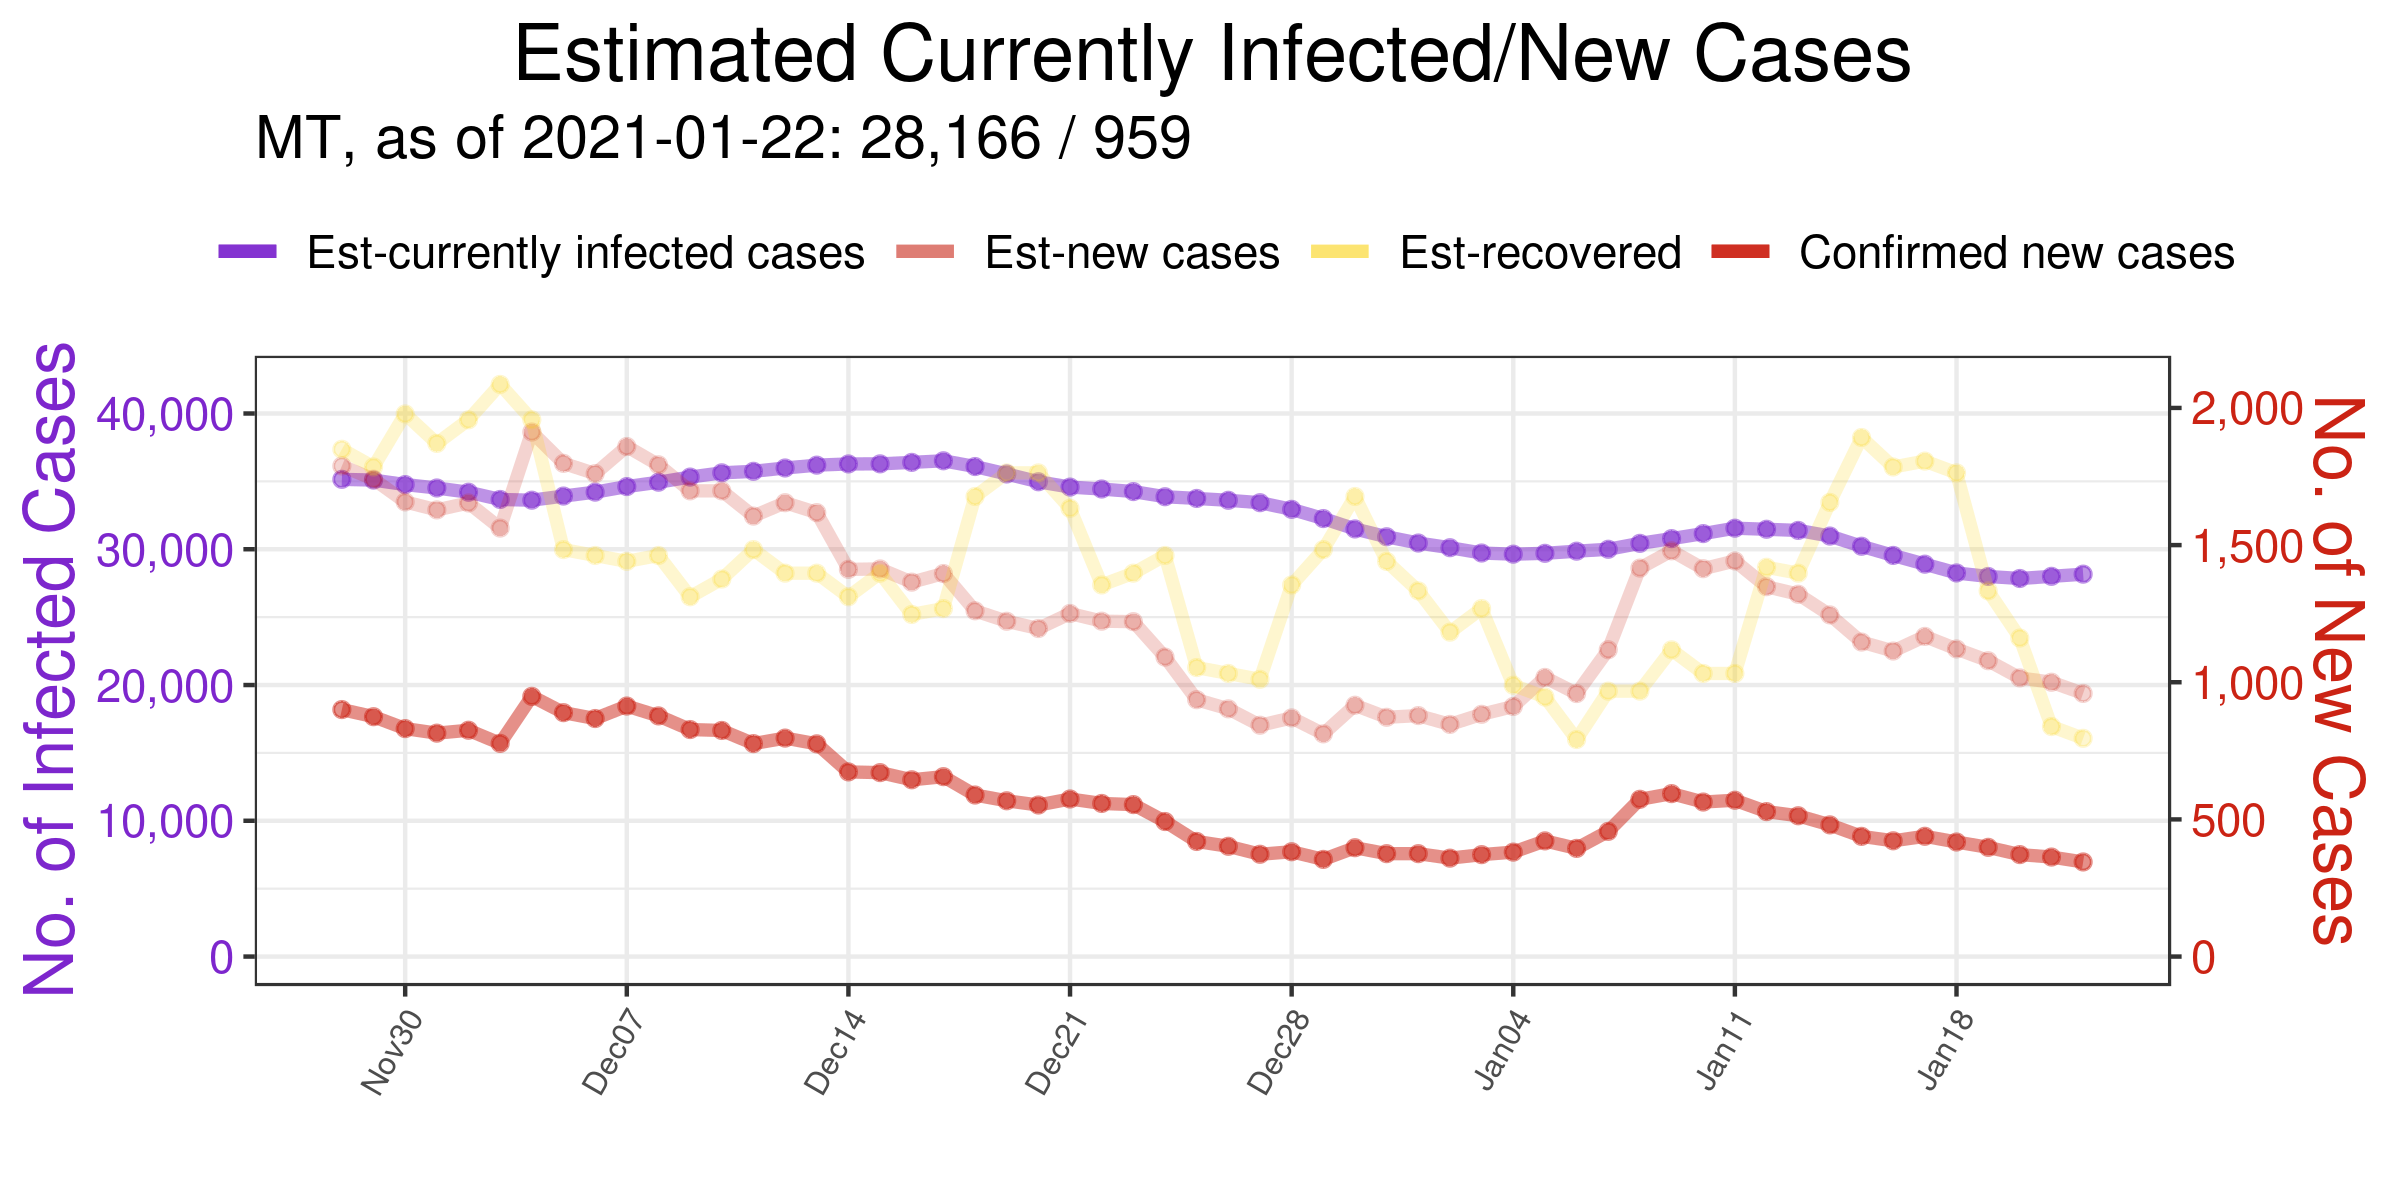 Estimated Currently Infected/New Cases
MT, as of 2021-01-22: 28,166 / 959
Est-currently infected cases Est-new cases Est-recovered Confirmed new cases
No. of Infected Cases
40,000
30,000
20,000
10,000
0
2,000
1,500
1,000
500
0
No. of New Cases
Nov30 Dec07 Dec14 Dec21 Dec28 Jan04 Jan11 Jan18